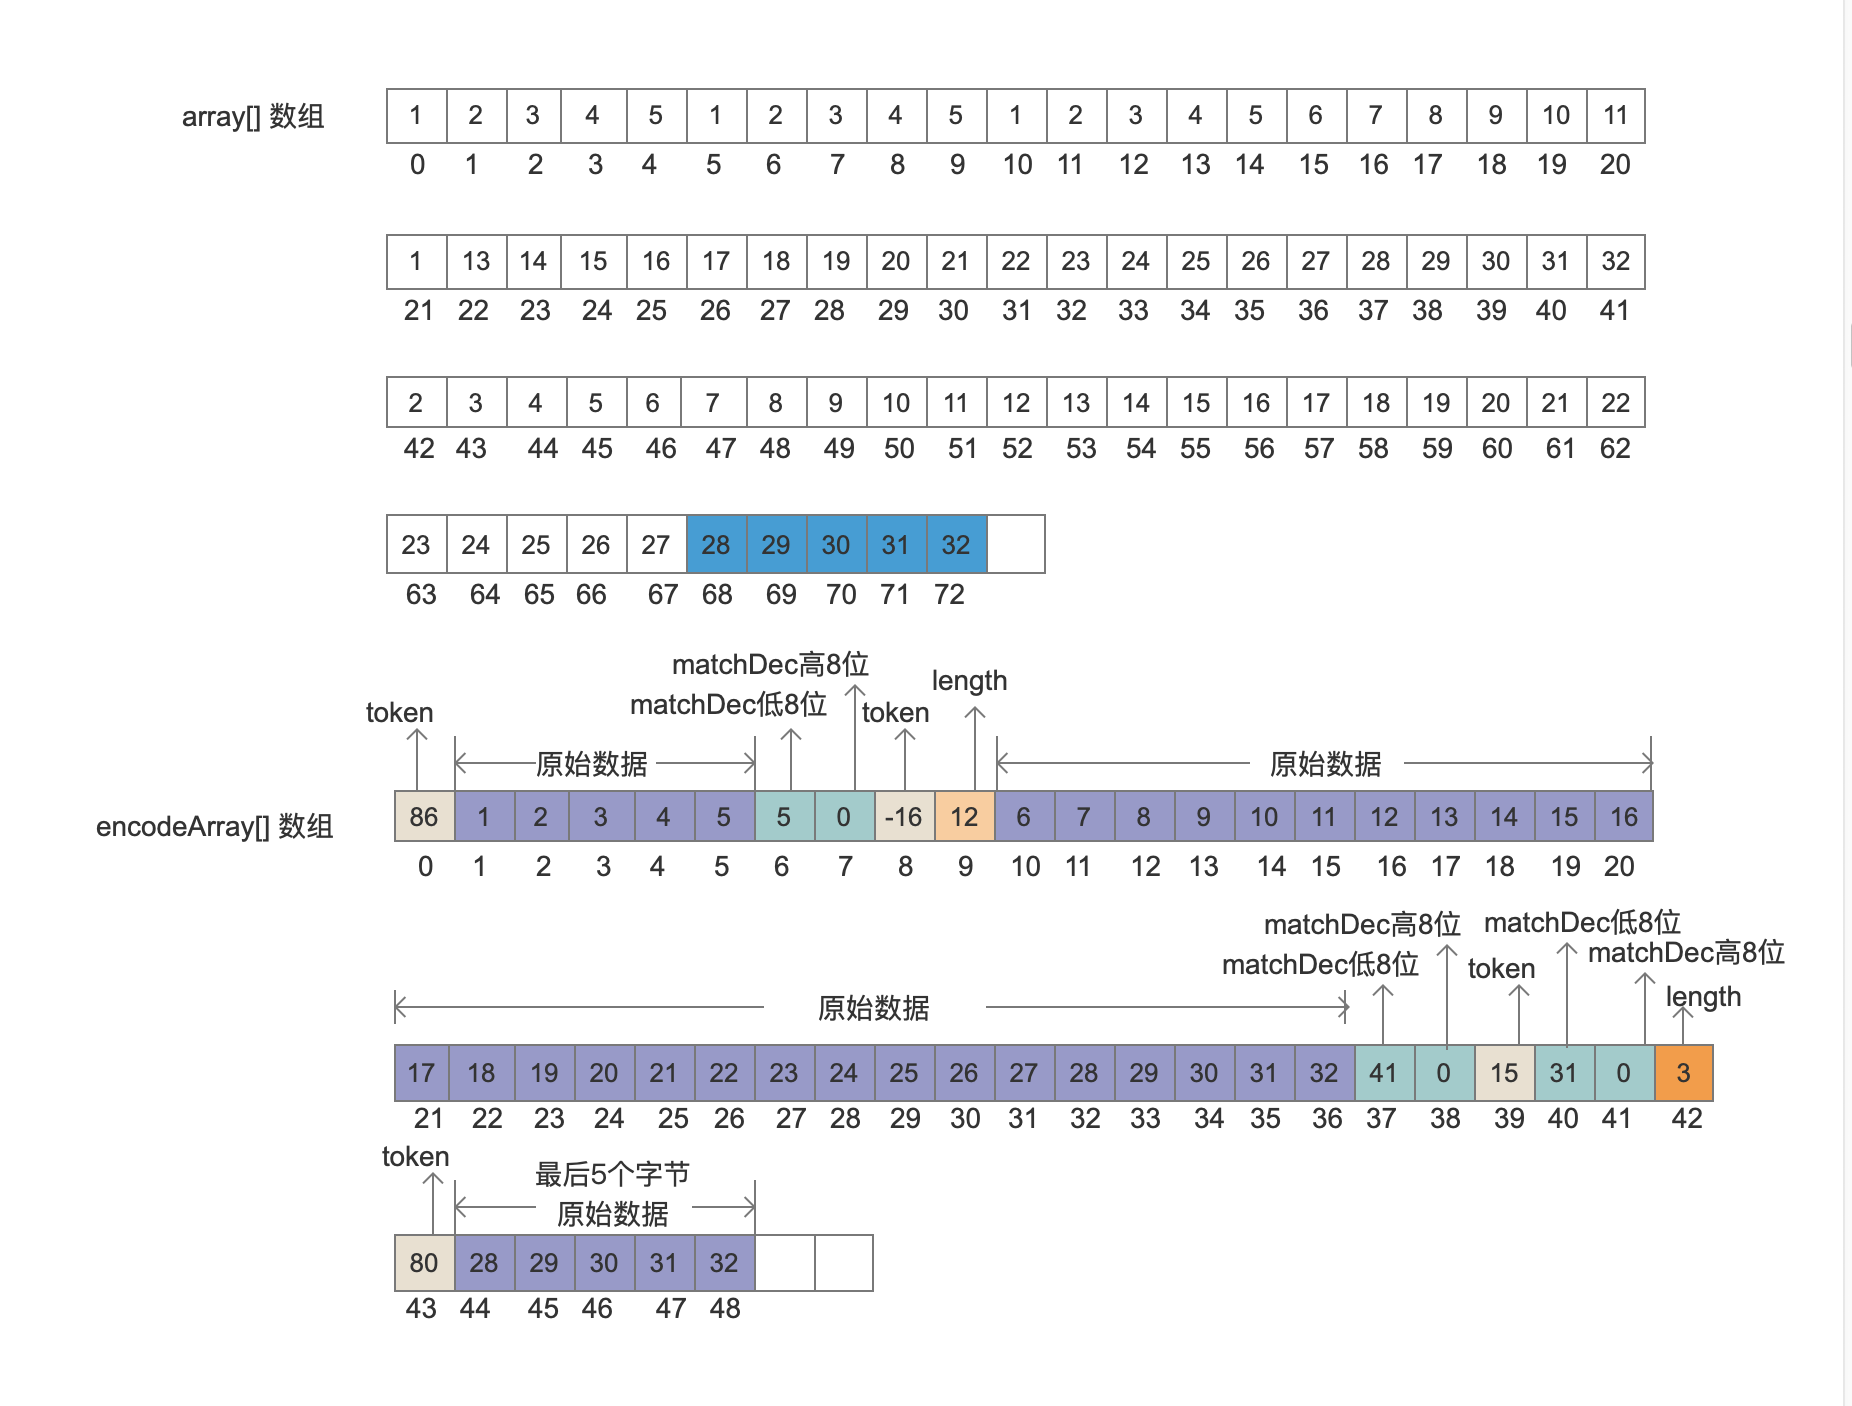 array[] 数组 1 2 3 4 5 1 2 3 4 5 1 2 3 4 5 6 7 8 9 10 11
0 1 2 3 4 5 6 7 8 9 10 11 12 13 14 15 16 17 18 19 20
1 13 14 15 16 17 18 19 20 21 22 23 24 25 26 27 28 29 30 31 32
21 22 23 24 25 26 27 28 29 30 31 32 33 34 35 36 37 38 39 40 41
2 3 4 5 6 7 8 9 10 11 12 13 14 15 16 17 18 19 20 21 22
42 43 44 45 46 47 48 49 50 51 52 53 54 55 56 57 58 59 60 61 62
23 24 25 26 27 28 29 30 31 32
63 64 65 66 67 68 69 70 71 72
matchDec高8位
length
matchDec低8位
token token
原始数据 原始数据
encodeArray[] 数组 86 1 2 3 4 5 5 0 -16 12 6 7 8 9 10 11 12 13 14 15 16
0 1 2 3 4 5 6 7 8 9 10 11 12 13 14 15 16 17 18 19 20
matchDec高8位 matchDec低8位
matchDec低8位 token matchDec高8位
原始数据 length
17 18 19 20 21 22 23 24 25 26 27 28 29 30 31 32 41 0 15 31 0 3
21 22 23 24 25 26 27 28 29 30 31 32 33 34 35 36 37 38 39 40 41 42
token
最后5个字节
原始数据
80 28 29 30 31 32
43 44 45 46 47 48